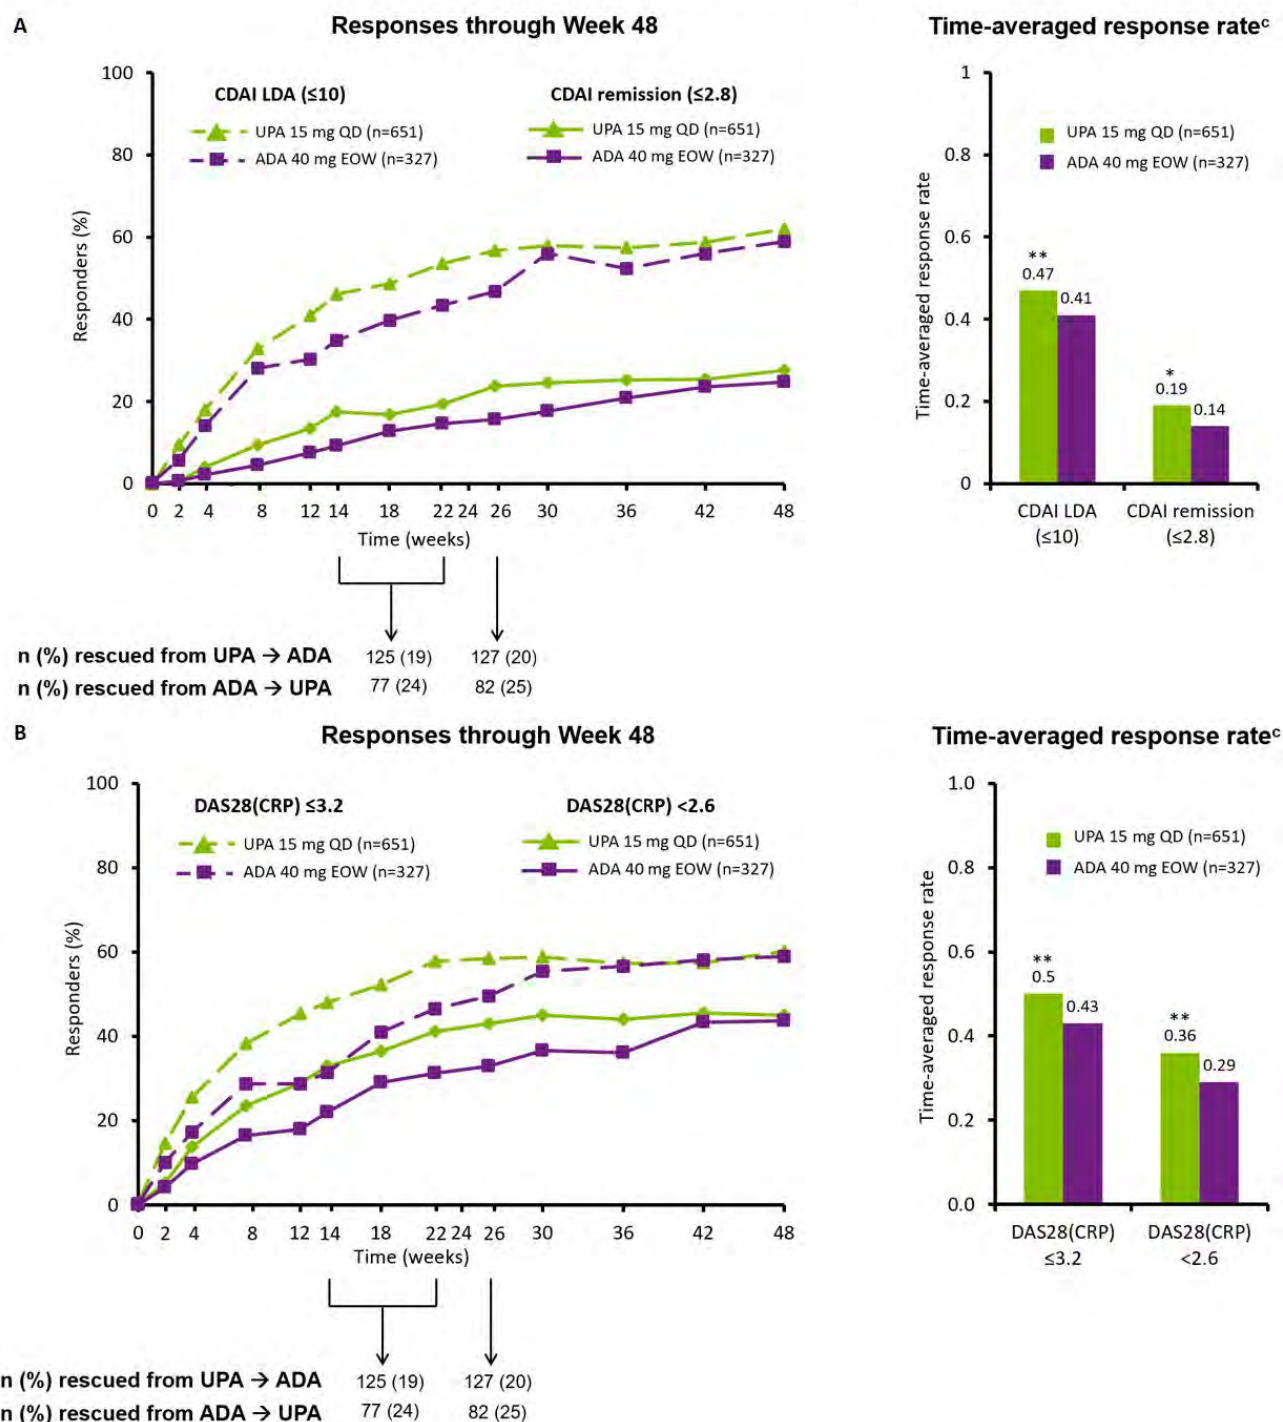 A
Responses through Week 48
Time-averaged response rateᶜ
100
80
60
40
20
0
Responders (%)
CDAI LDA (≤10)
UPA 15 mg QD (n=651)
ADA 40 mg EOW (n=327)
CDAI remission (≤2.8)
UPA 15 mg QD (n=651)
ADA 40 mg EOW (n=327)
0 2 4 8 12 14 18 22 24 26 30 36 42 48
Time (weeks)
1
0.8
0.6
0.4
0.2
0
Time-averaged response rate
UPA 15 mg QD (n=651)
ADA 40 mg EOW (n=327)
**
0.47
0.41
*
0.19
0.14
CDAI LDA
(≤10)
CDAI remission
(≤2.8)
n (%) rescued from UPA → ADA 125 (19) 127 (20)
n (%) rescued from ADA → UPA 77 (24) 82 (25)
B
Responses through Week 48
Time-averaged response rateᶜ
100
80
60
40
20
0
Responders (%)
DAS28(CRP) ≤3.2
UPA 15 mg QD (n=651)
ADA 40 mg EOW (n=327)
DAS28(CRP) <2.6
UPA 15 mg QD (n=651)
ADA 40 mg EOW (n=327)
0 2 4 8 12 14 18 22 24 26 30 36 42 48
Time (weeks)
1.0
0.8
0.6
0.4
0.2
0.0
Time-averaged response rate
UPA 15 mg QD (n=651)
ADA 40 mg EOW (n=327)
**
0.5
0.43
**
0.36
0.29
DAS28(CRP)
≤3.2
DAS28(CRP)
<2.6
n (%) rescued from UPA → ADA 125 (19) 127 (20)
n (%) rescued from ADA → UPA 77 (24) 82 (25)